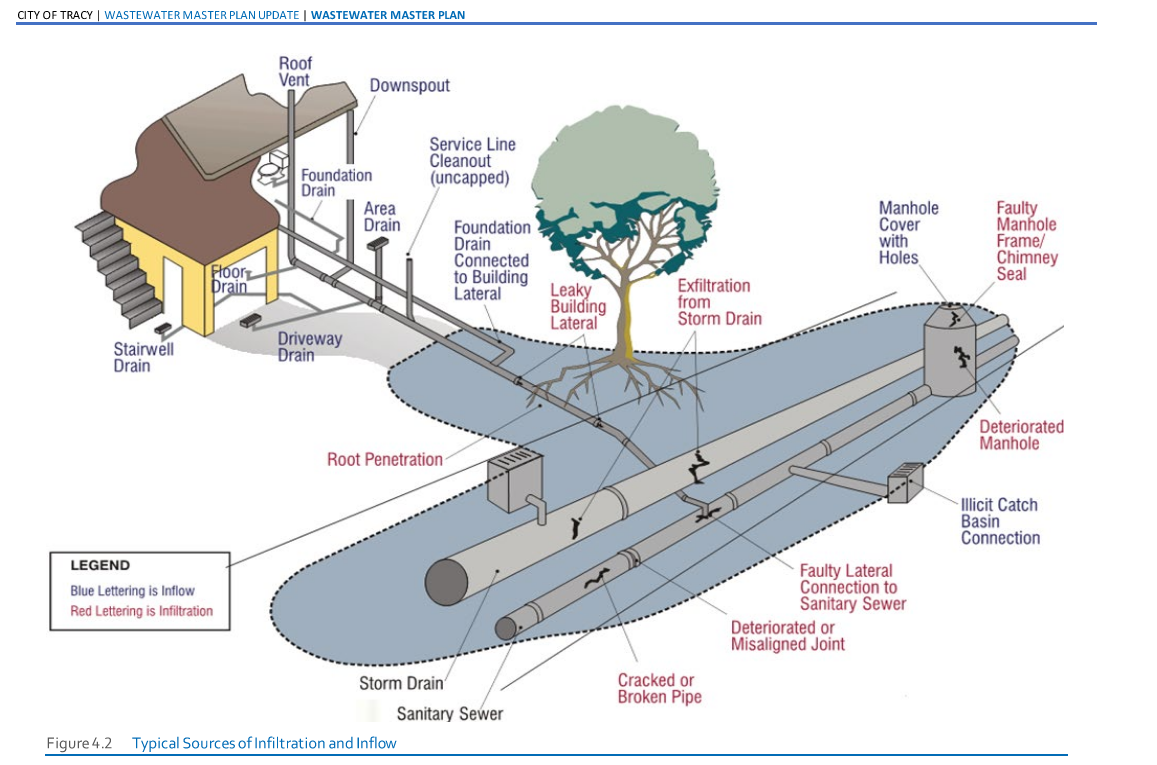 CITY OF TRACY | WASTEWATER MASTER PLAN UPDATE | WASTEWATER MASTER PLAN
Roof
Vent
Downspout
Service Line
Cleanout
(uncapped)
Foundation
Drain
Area
Drain
Foundation
Drain
Connected
to Building
Lateral
Manhole
Cover
with
Holes
Faulty
Manhole
Frame/
Chimney
Seal
Floor
Drain
Leaky
Building
Lateral
Exfiltration
from
Storm Drain
Stairwell
Drain
Driveway
Drain
Root Penetration
Deteriorated
Manhole
Illicit Catch
Basin
Connection
LEGEND
Blue Lettering is Inflow
Red Lettering is Infiltration
Faulty Lateral
Connection to
Sanitary Sewer
Deteriorated or
Misaligned Joint
Cracked or
Broken Pipe
Storm Drain
Sanitary Sewer
Figure 4.2 Typical Sources of Infiltration and Inflow